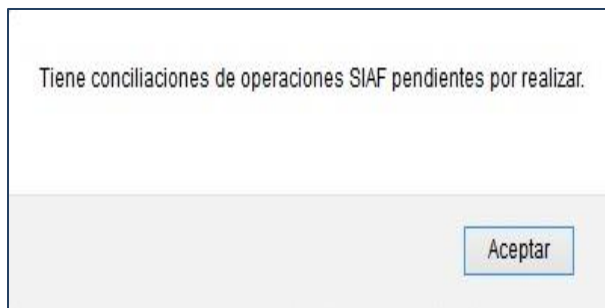 Tiene conciliaciones de operaciones SIAF pendientes por realizar.
Aceptar